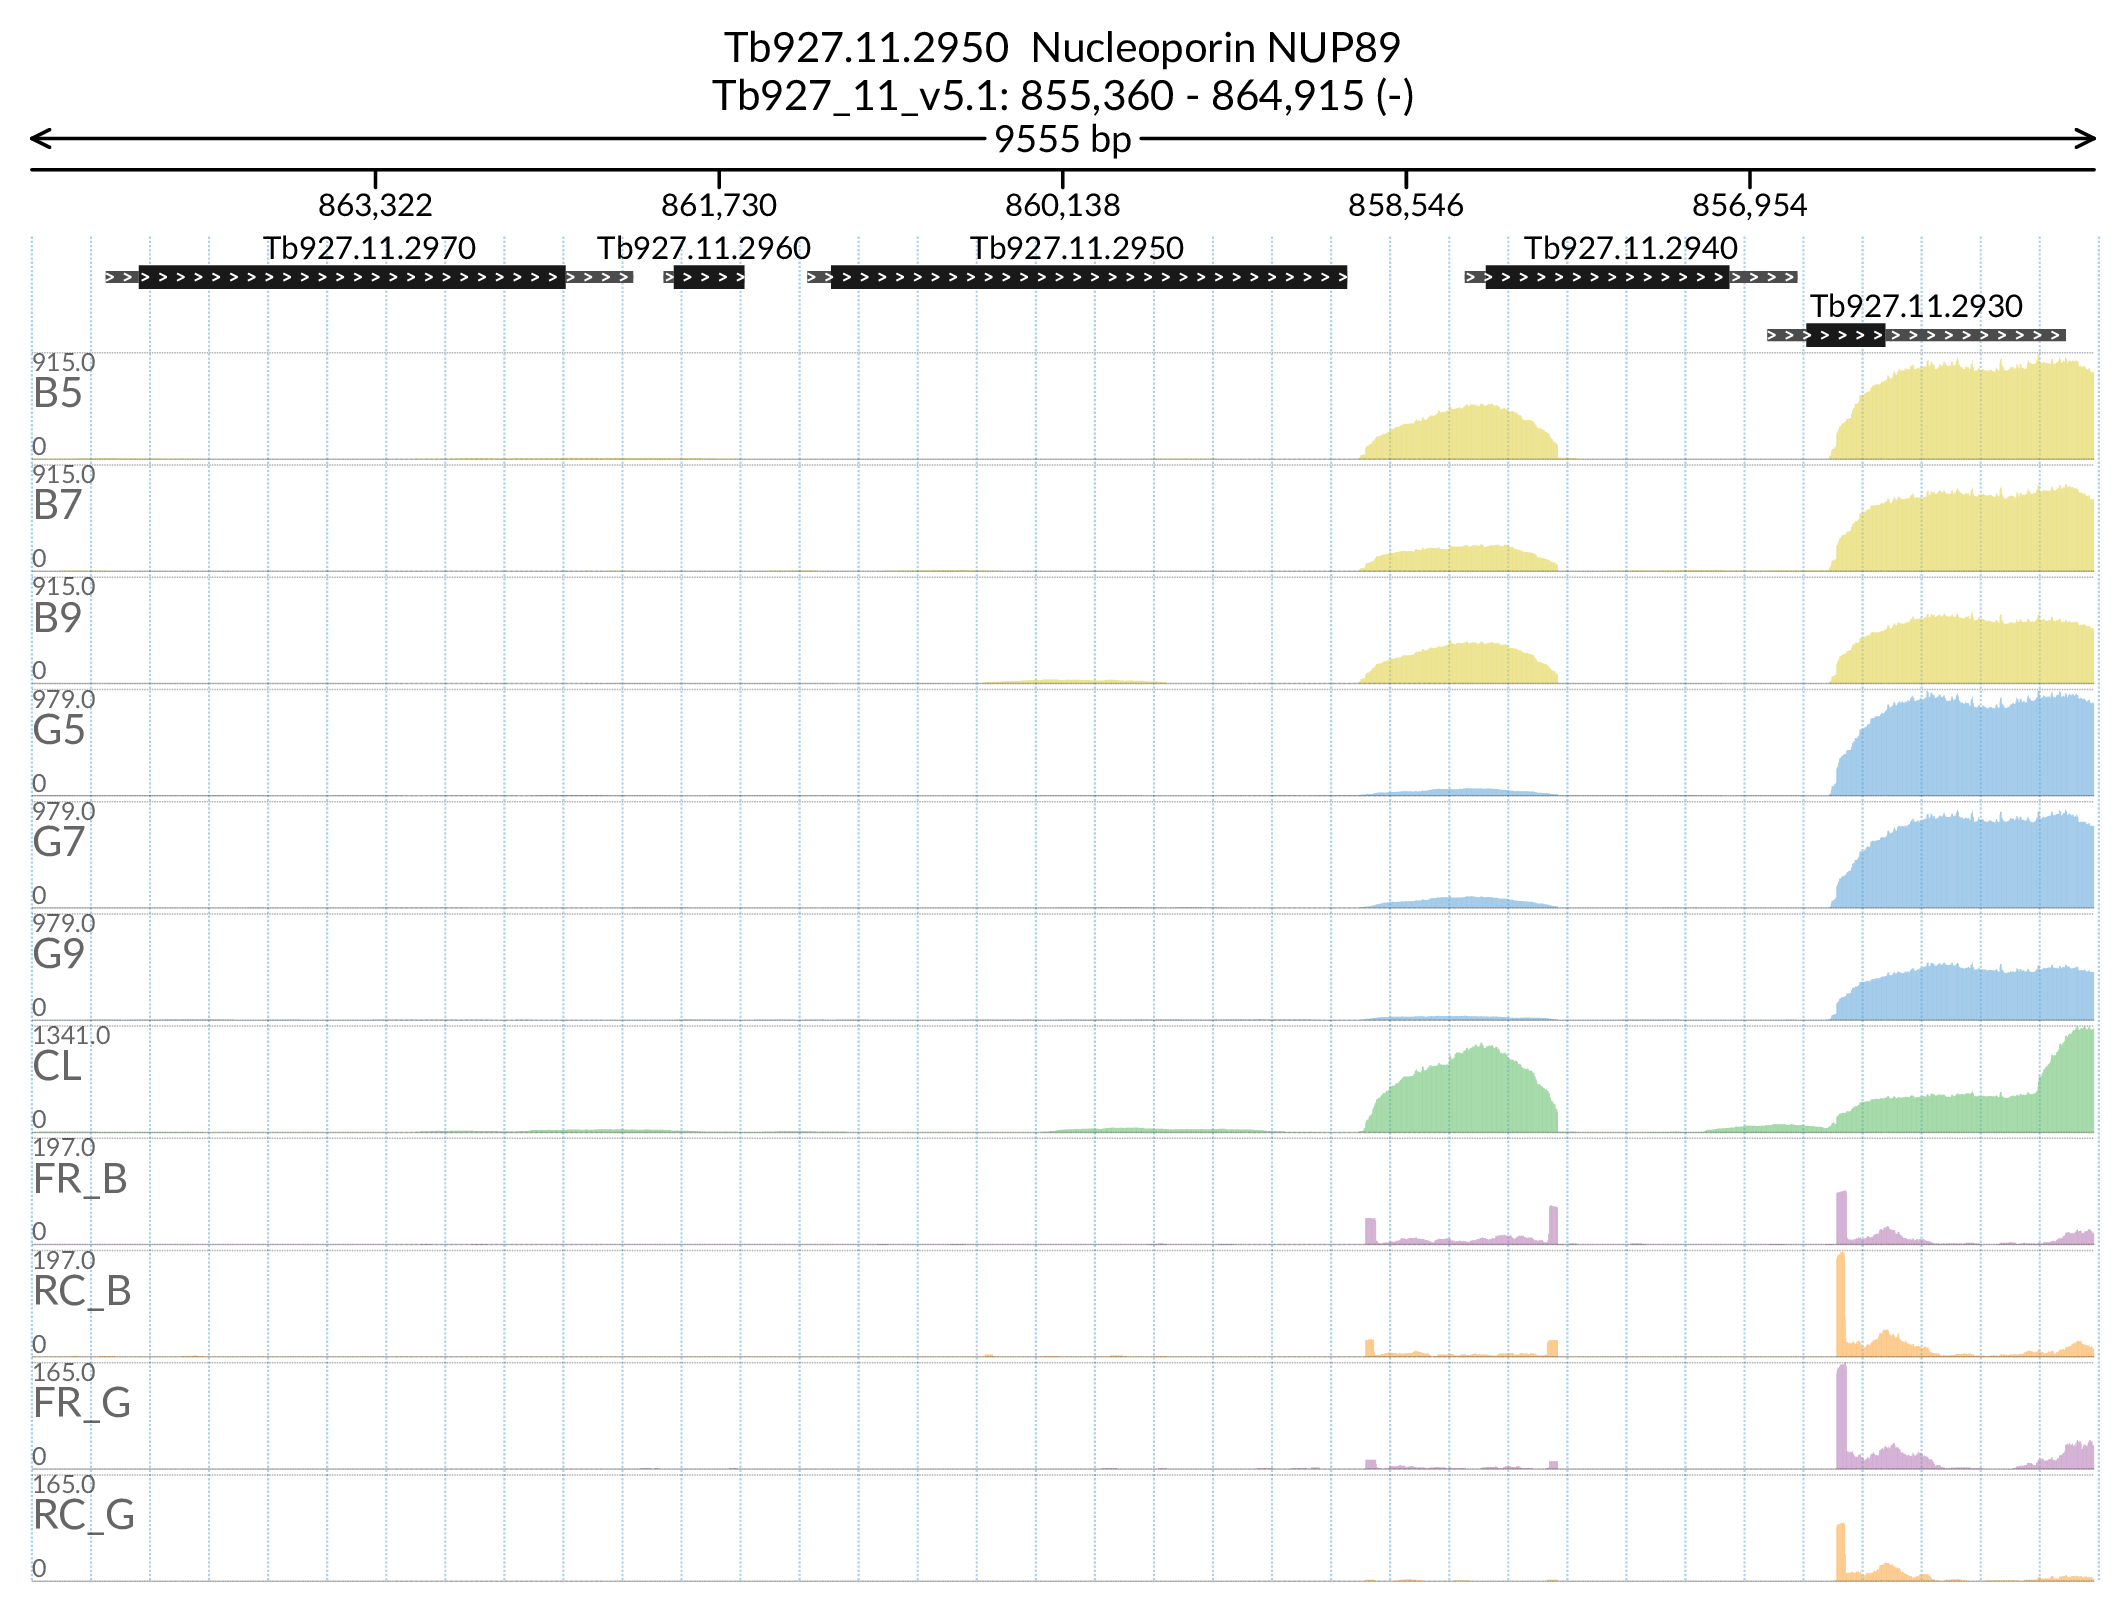 Tb927.11.2950  Nucleoporin NUP89
Tb927_11_v5.1: 855,360 - 864,915 (-)
9555 bp
863,322 861,730 860,138 858,546 856,954
Tb927.11.2970 Tb927.11.2960 Tb927.11.2950 Tb927.11.2940
Tb927.11.2930
915.0
B5
0
915.0
B7
0
915.0
B9
0
979.0
G5
0
979.0
G7
0
979.0
G9
0
1341.0
CL
0
197.0
FR_B
0
197.0
RC_B
0
165.0
FR_G
0
165.0
RC_G
0